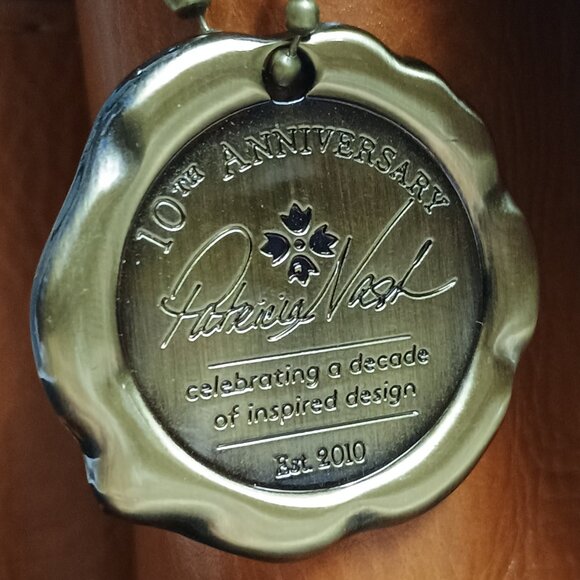 10TH ANNIVERSARY
Patricia Nash
celebrating a decade
of inspired design
Est. 2010